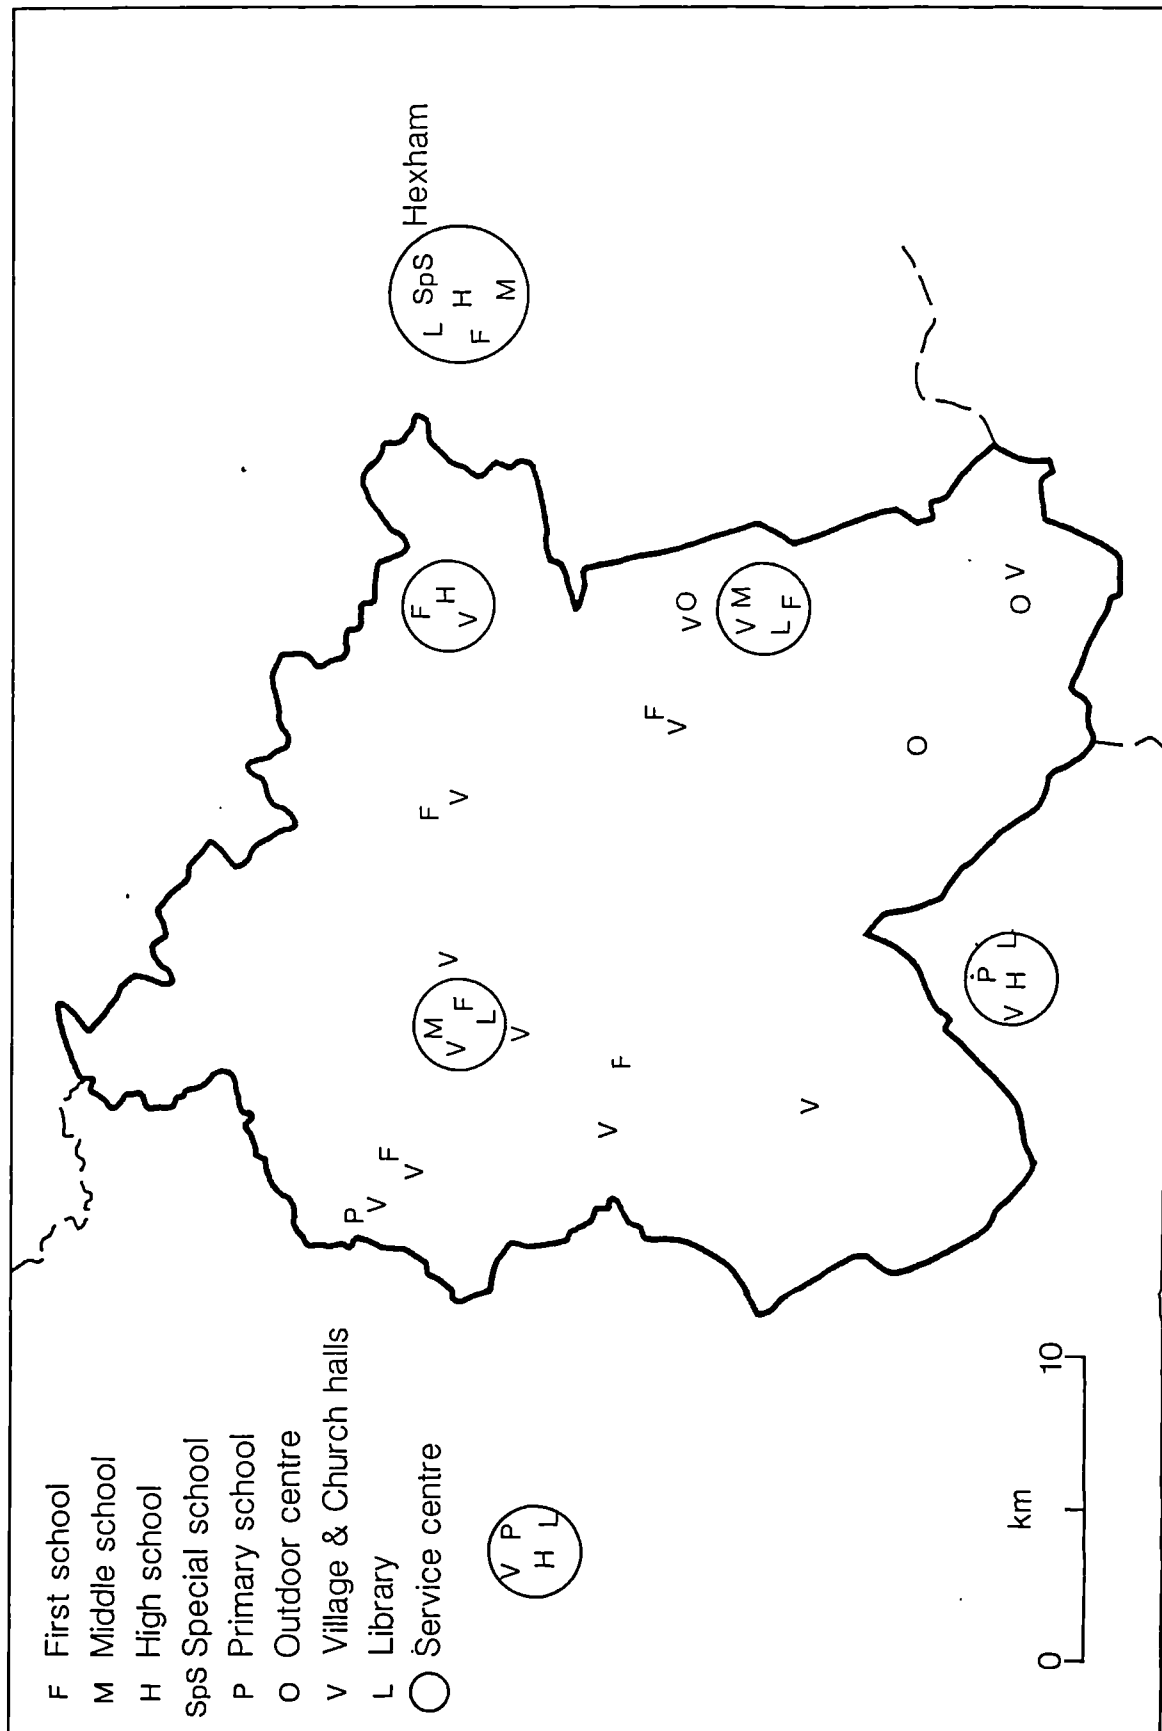 F First school
M Middle school
H High school
SpS Special school
P Primary school
O Outdoor centre
V Village & Church halls
L Library
Service centre
Hexham
L SpS
H
F M
F
H
V
V O
V M
L F
F
V
F
V
O
O V
V
M
V F
L
V
F
V
V
F
V
P
V
P L
V H
V P
H L
km
0 10